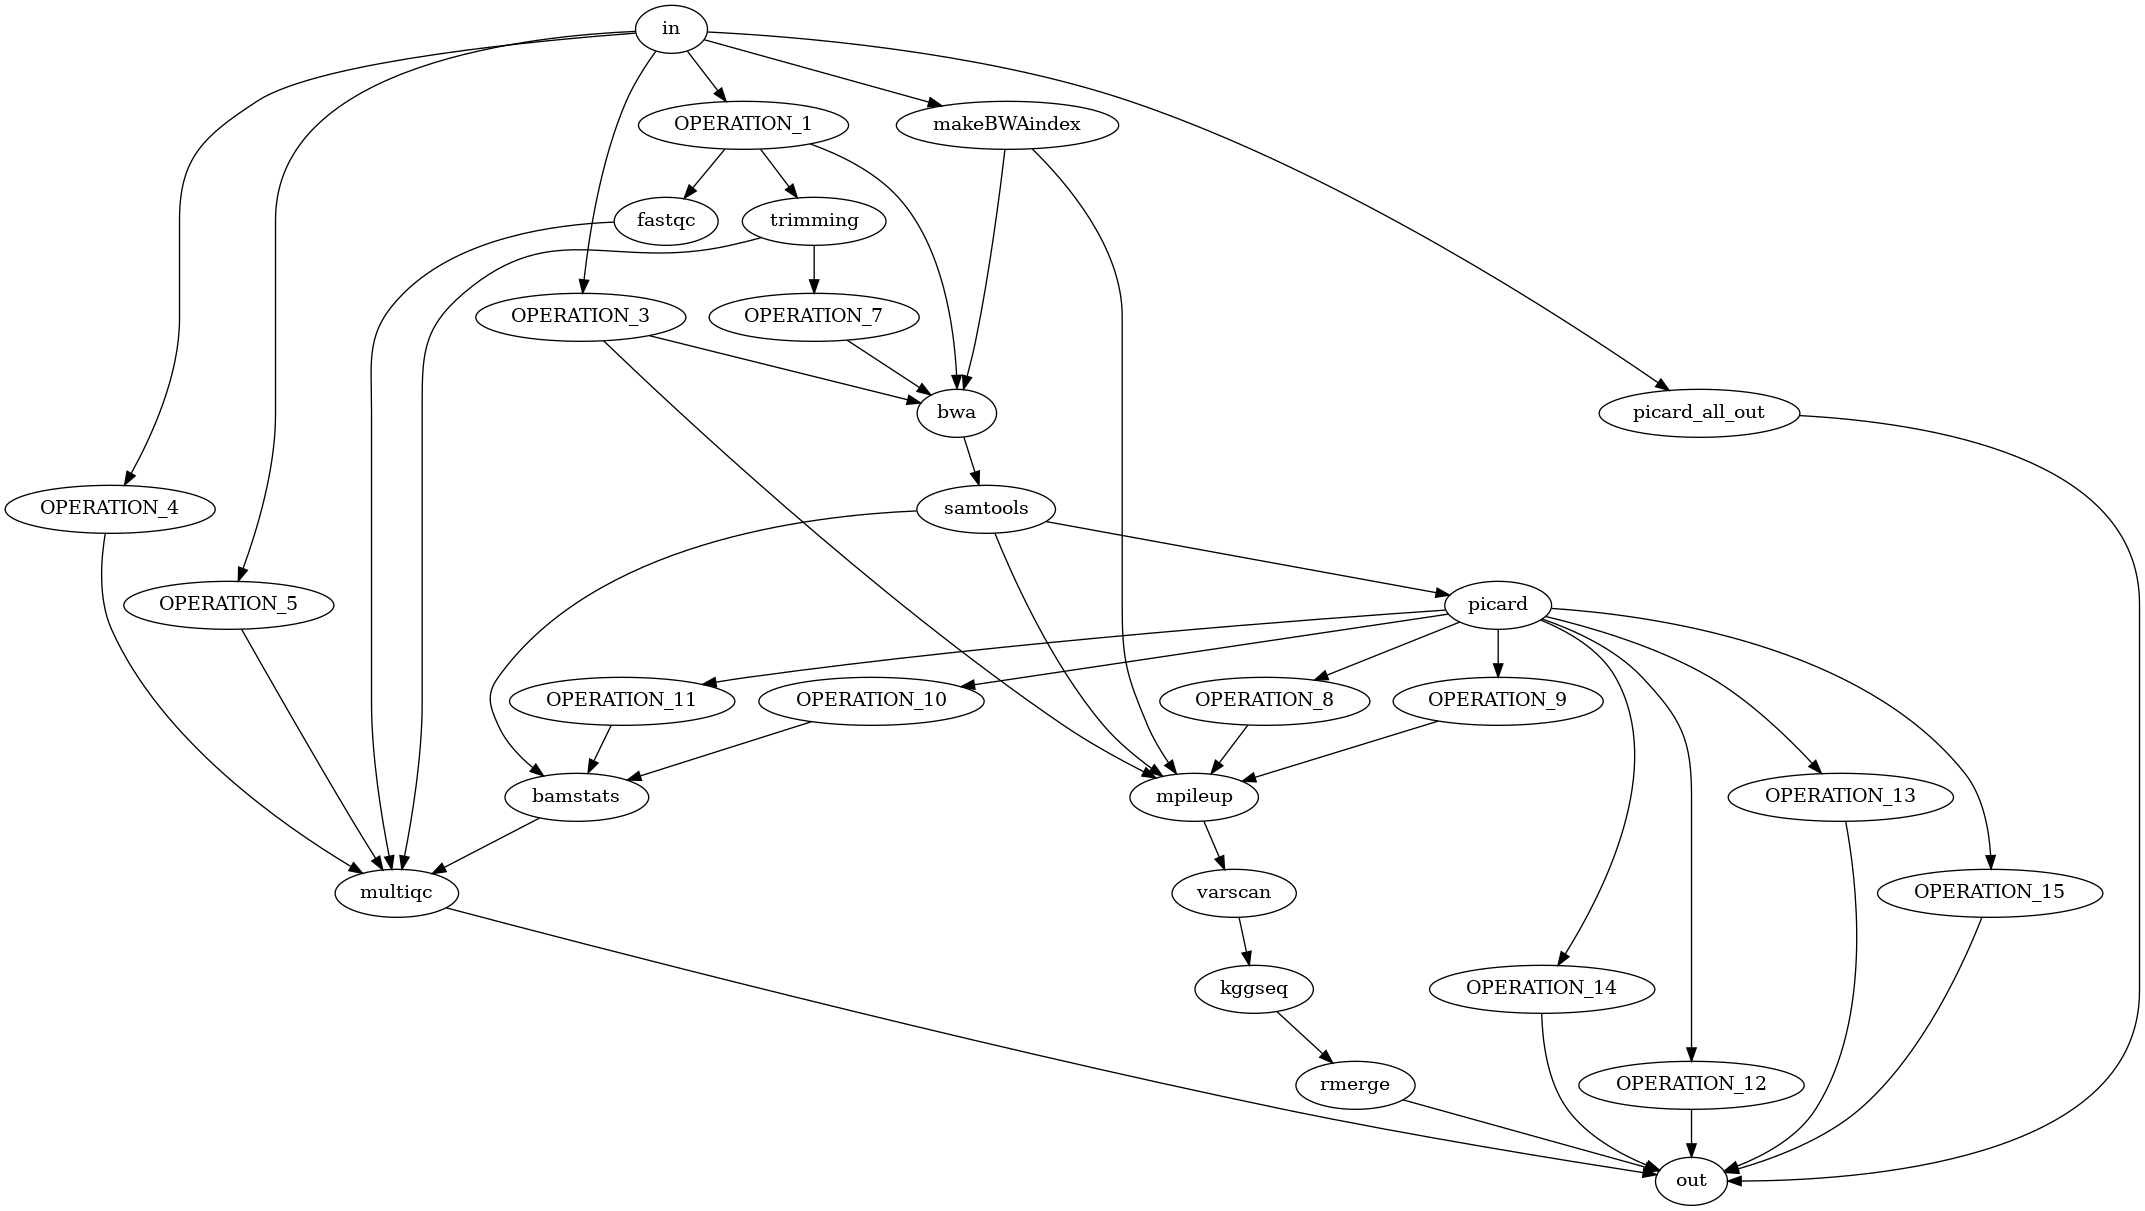 in
OPERATION_1
makeBWAindex
fastqc
trimming
OPERATION_3
OPERATION_7
bwa
picard_all_out
OPERATION_4
samtools
OPERATION_5
picard
OPERATION_11
OPERATION_10
OPERATION_8
OPERATION_9
bamstats
mpileup
OPERATION_13
multiqc
varscan
OPERATION_15
kggseq
OPERATION_14
rmerge
OPERATION_12
out